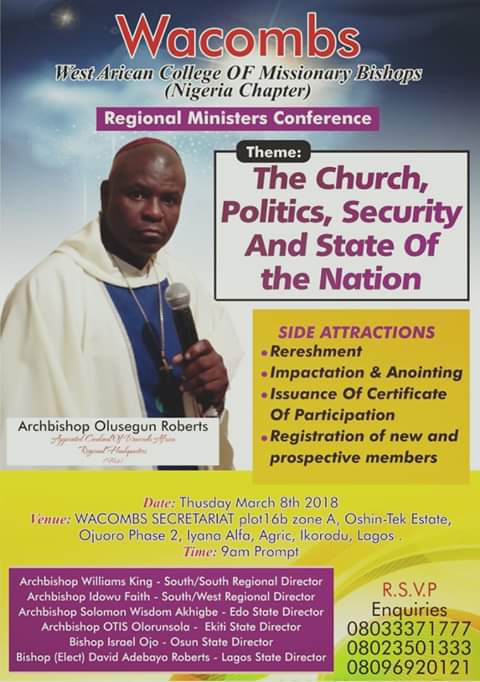 Wacombs
West Arican College OF Missionary Bishops
(Nigeria Chapter)
Regional Ministers Conference
Theme:
The Church,
Politics, Security
And State Of
the Nation
SIDE ATTRACTIONS
Rereshment
Impactation & Anointing
Issuance Of Certificate
Of Participation
Registration of new and
prospective members
Archbishop Olusegun Roberts
Appointed Cardinal Of Wacombs Africa
Regional Headquarters
Date: Thusday March 8th 2018
Venue: WACOMBS SECRETARIAT plot16b zone A, Oshin-Tek Estate,
Ojuoro Phase 2, Iyana Alfa, Agric, Ikorodu, Lagos .
Time: 9am Prompt
Archbishop Williams King - South/South Regional Director
Archbishop Idowu Faith - South/West Regional Director
Archbishop Solomon Wisdom Akhigbe - Edo State Director
Archbishop OTIS Olorunsola - Ekiti State Director
Bishop Israel Ojo - Osun State Director
Bishop (Elect) David Adebayo Roberts - Lagos State Director
R.S.V.P
Enquiries
08033371777
08023501333
08096920121